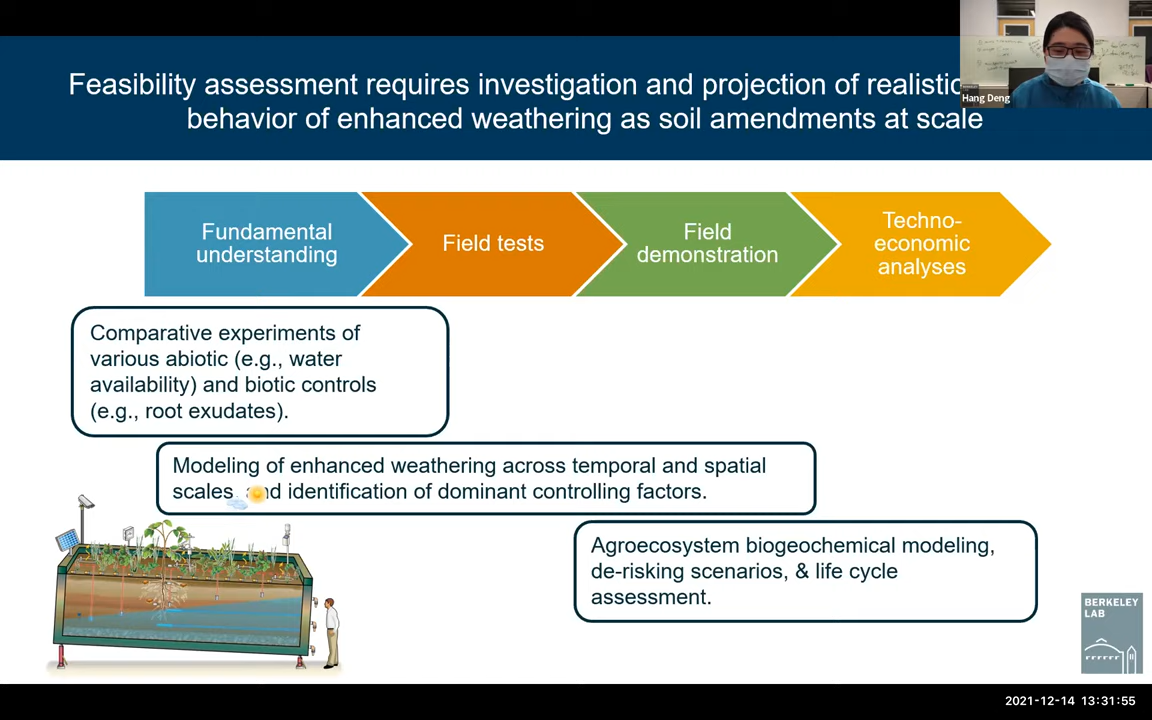 Feasibility assessment requires investigation and projection of realistic
behavior of enhanced weathering as soil amendments at scale
Hang Deng
Fundamental
understanding
Field tests
Field
demonstration
Techno-
economic
analyses
Comparative experiments of
various abiotic (e.g., water
availability) and biotic controls
(e.g., root exudates).
Modeling of enhanced weathering across temporal and spatial
scales, and identification of dominant controlling factors.
Agroecosystem biogeochemical modeling,
de-risking scenarios, & life cycle
assessment.
BERKELEY
LAB
2021-12-14 13:31:55